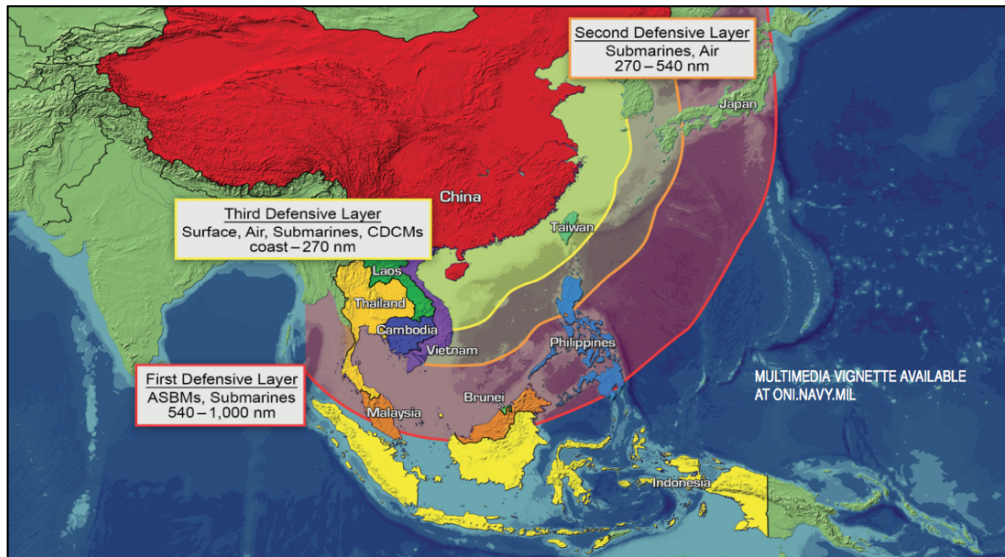 Second Defensive Layer
Submarines, Air
270 – 540 nm
Japan
China
Third Defensive Layer
Surface, Air, Submarines, CDCMs
coast – 270 nm
Taiwan
Laos
Thailand
Cambodia
Vietnam
Philippines
First Defensive Layer
ASBMs, Submarines
540 – 1,000 nm
MULTIMEDIA VIGNETTE AVAILABLE
AT ONI.NAVY.MIL
Malaysia
Brunei
Indonesia